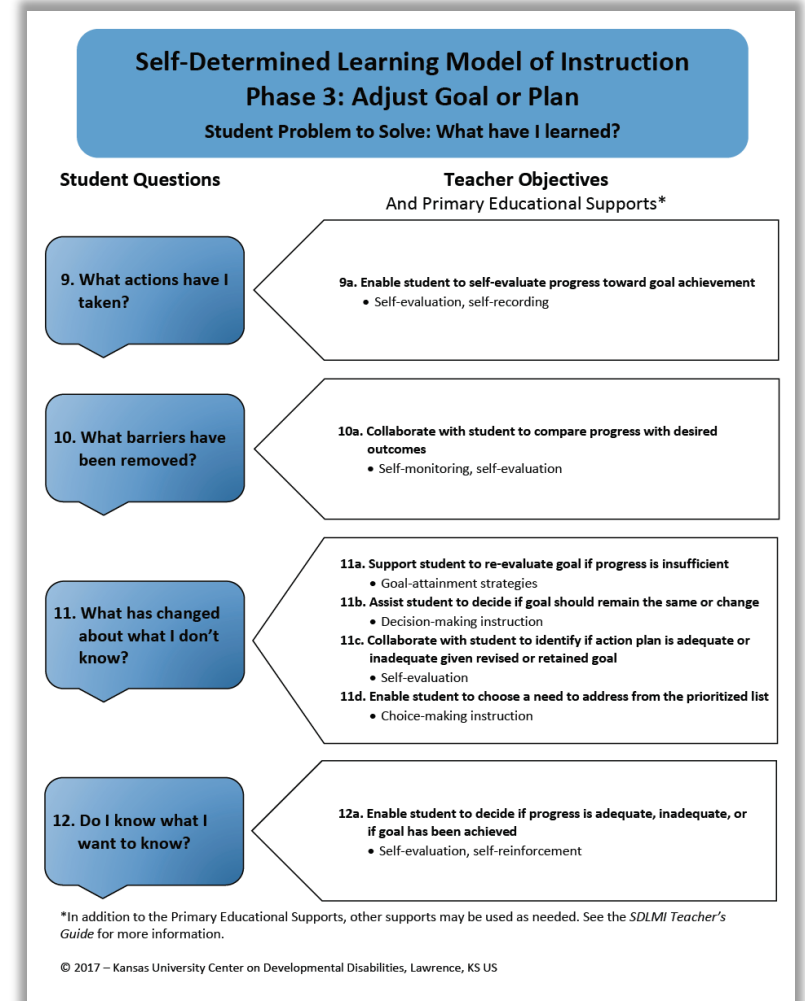 Self-Determined Learning Model of Instruction
Phase 3: Adjust Goal or Plan
Student Problem to Solve: What have I learned?
Student Questions
Teacher Objectives
And Primary Educational Supports*
9. What actions have I
taken?
9a. Enable student to self-evaluate progress toward goal achievement
• Self-evaluation, self-recording
10. What barriers have
been removed?
10a. Collaborate with student to compare progress with desired
outcomes
• Self-monitoring, self-evaluation
11. What has changed
about what I don’t
know?
11a. Support student to re-evaluate goal if progress is insufficient
• Goal-attainment strategies
11b. Assist student to decide if goal should remain the same or change
• Decision-making instruction
11c. Collaborate with student to identify if action plan is adequate or
inadequate given revised or retained goal
• Self-evaluation
11d. Enable student to choose a need to address from the prioritized list
• Choice-making instruction
12. Do I know what I
want to know?
12a. Enable student to decide if progress is adequate, inadequate, or
if goal has been achieved
• Self-evaluation, self-reinforcement
*In addition to the Primary Educational Supports, other supports may be used as needed. See the SDLMI Teacher’s
Guide for more information.
© 2017 – Kansas University Center on Developmental Disabilities, Lawrence, KS US